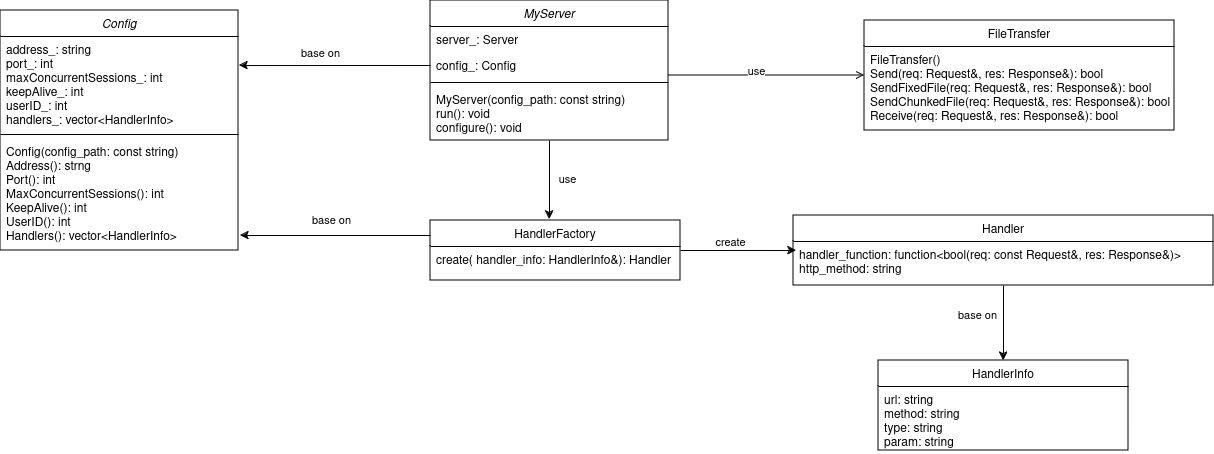 Config
address_: string
port_: int
maxConcurrentSessions_: int
keepAlive_: int
userID_: int
handlers_: vector<HandlerInfo>
Config(config_path: const string)
Address(): strng
Port(): int
MaxConcurrentSessions(): int
KeepAlive(): int
UserID(): int
Handlers(): vector<HandlerInfo>
base on
base on
MyServer
server_: Server
config_: Config
MyServer(config_path: const string)
run(): void
configure(): void
use
use
FileTransfer
FileTransfer()
Send(req: Request&, res: Response&): bool
SendFixedFile(req: Request&, res: Response&): bool
SendChunkedFile(req: Request&, res: Response&): bool
Receive(req: Request&, res: Response&): bool
HandlerFactory
create( handler_info: HandlerInfo&): Handler
create
Handler
handler_function: function<bool(req: const Request&, res: Response&)>
http_method: string
base on
HandlerInfo
url: string
method: string
type: string
param: string